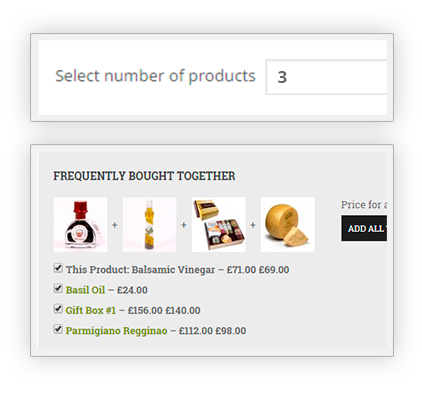 Select number of products 3
FREQUENTLY BOUGHT TOGETHER
+ + +
Price for a
ADD ALL
This Product: Balsamic Vinegar – £71.00 £69.00
Basil Oil – £24.00
Gift Box #1 – £156.00 £140.00
Parmigiano Regginao – £112.00 £98.00